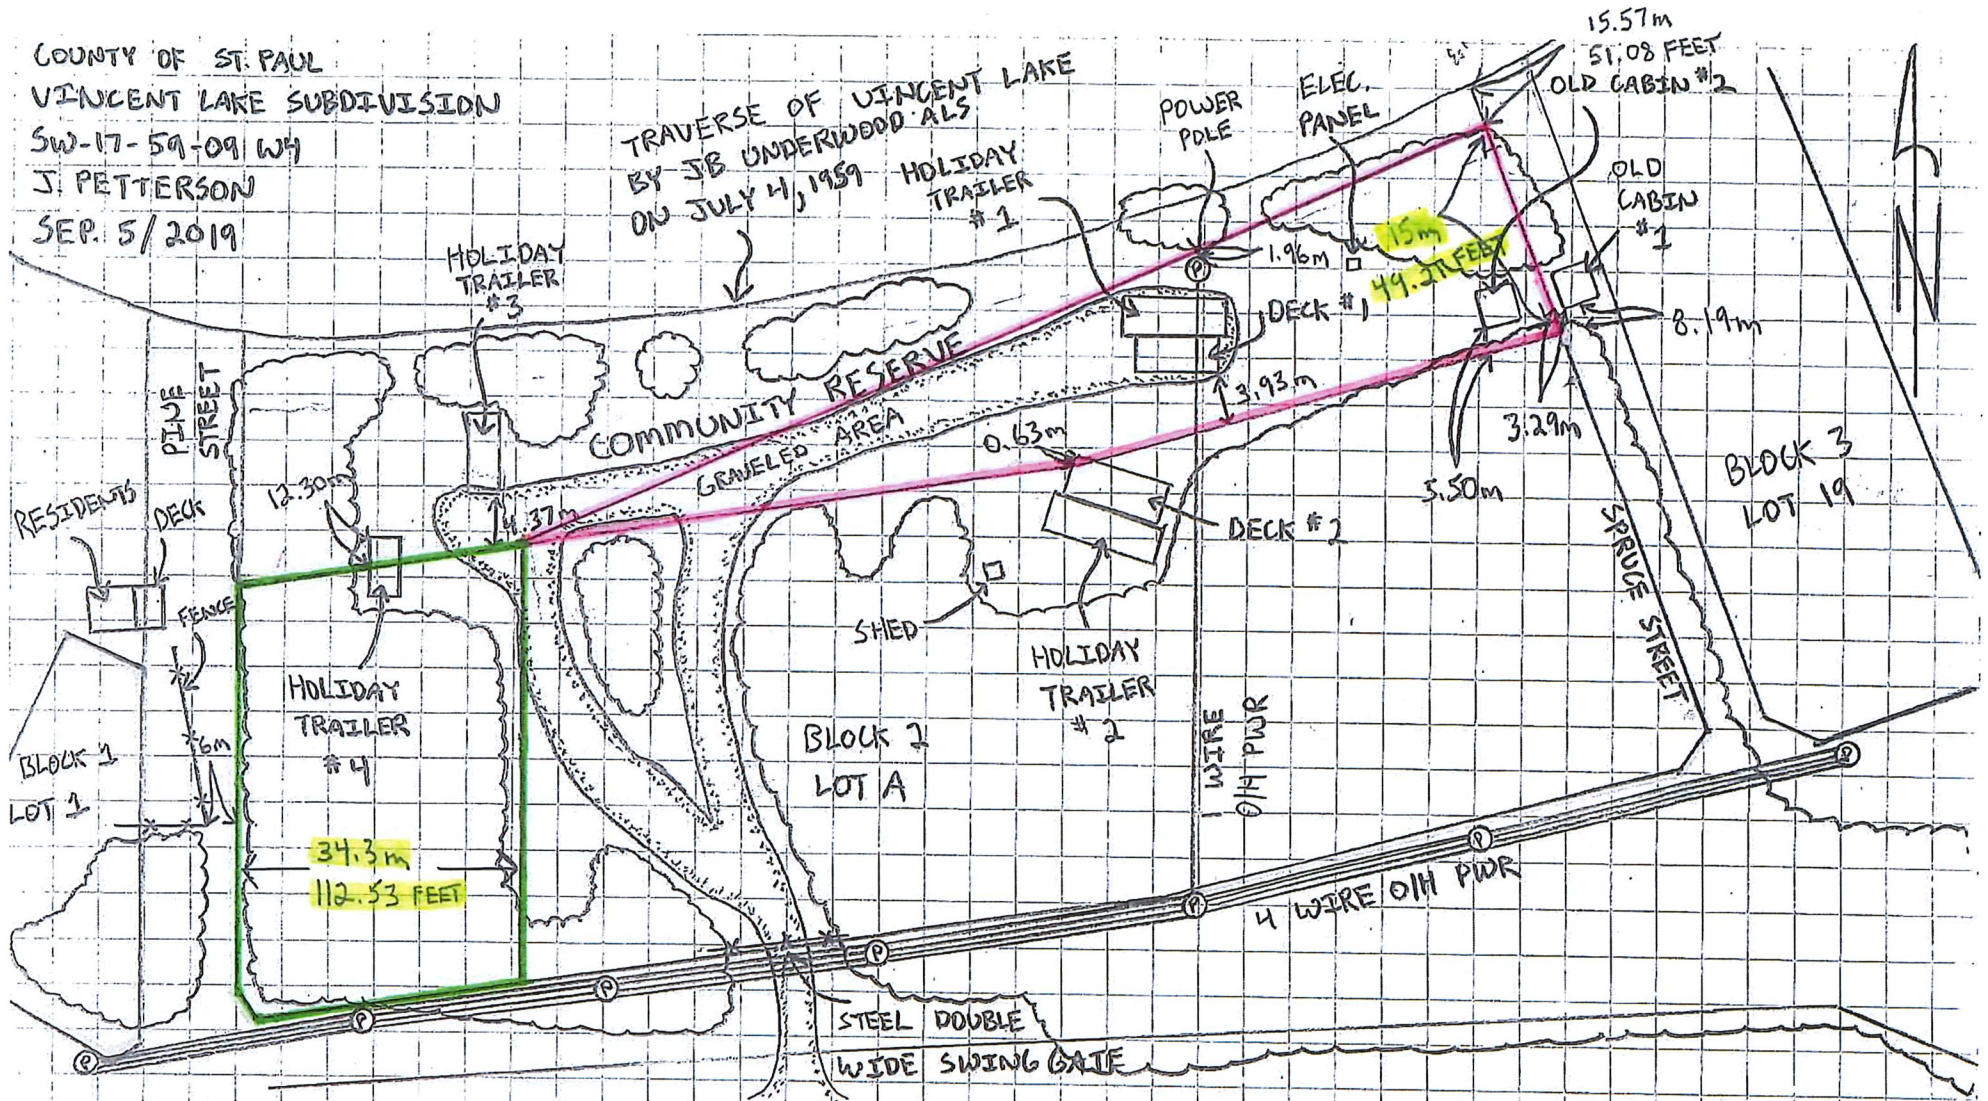 COUNTY OF ST. PAUL
VINCENT LAKE SUBDIVISION
SW-17-59-09 W4
J. PETTERSON
SEP. 5/2019
TRAVERSE OF VINCENT LAKE
BY JB UNDERWOOD ALS
ON JULY 4, 1959
HOLIDAY
TRAILER
#1
POWER
POLE
ELEC.
PANEL
15.57m
51.08 FEET
OLD CABIN #2
OLD
CABIN
#1
N
HOLIDAY
TRAILER
#3
1.96m
15m
49.21 FEET
DECK #1
8.19m
PINE
STREET
COMMUNITY RESERVE
GRAVELED AREA
3.93m
0.63m
3.29m
5.50m
BLOCK 3
LOT 19
RESIDENTS
DECK
12.30m
4.37m
DECK #2
SPRUCE STREET
FENCE
SHED
HOLIDAY
TRAILER
#2
HOLIDAY
TRAILER
#4
BLOCK 1
LOT 1
6m
BLOCK 2
LOT A
1 WIRE
O/H PWR
34.3m
112.53 FEET
4 WIRE O/H PWR
P
P
P
P
P
P
P
P
STEEL DOUBLE
WIDE SWING GATE